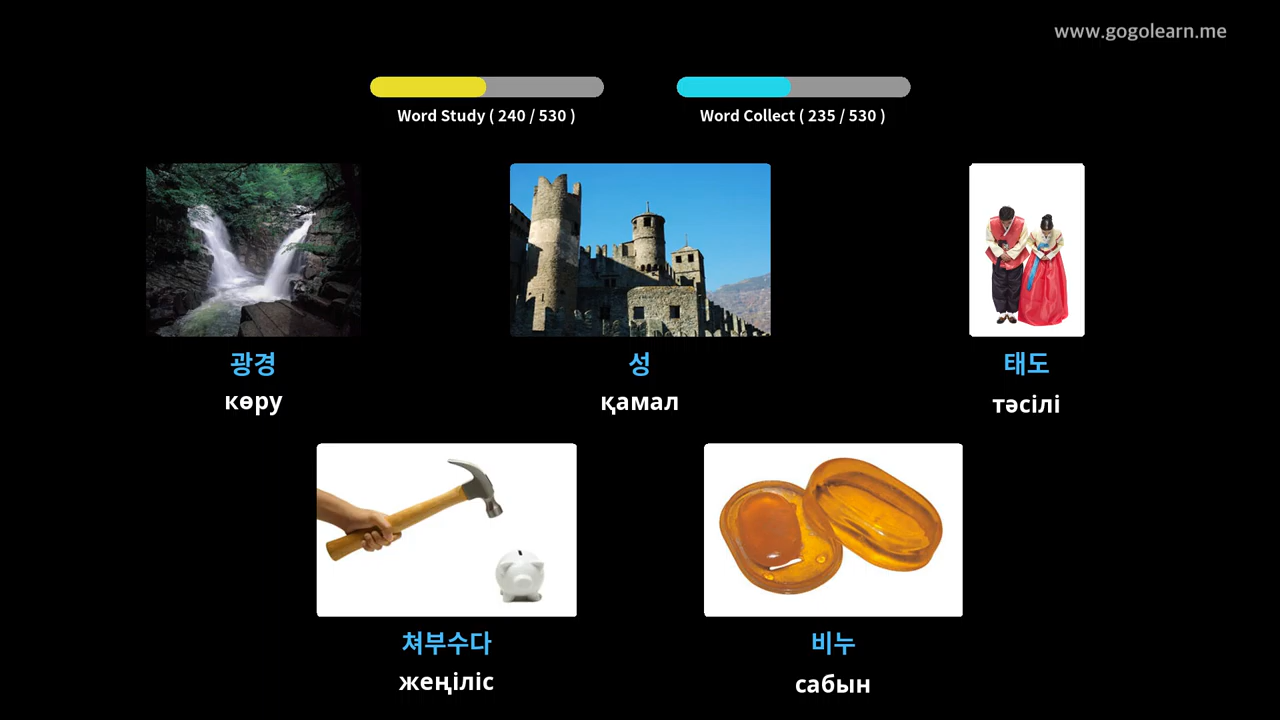 www.gogolearn.me
Word Study ( 240 / 530 )
Word Collect ( 235 / 530 )
광경
көру
성
қамал
태도
тәсілі
쳐부수다
жеңіліс
비누
сабын